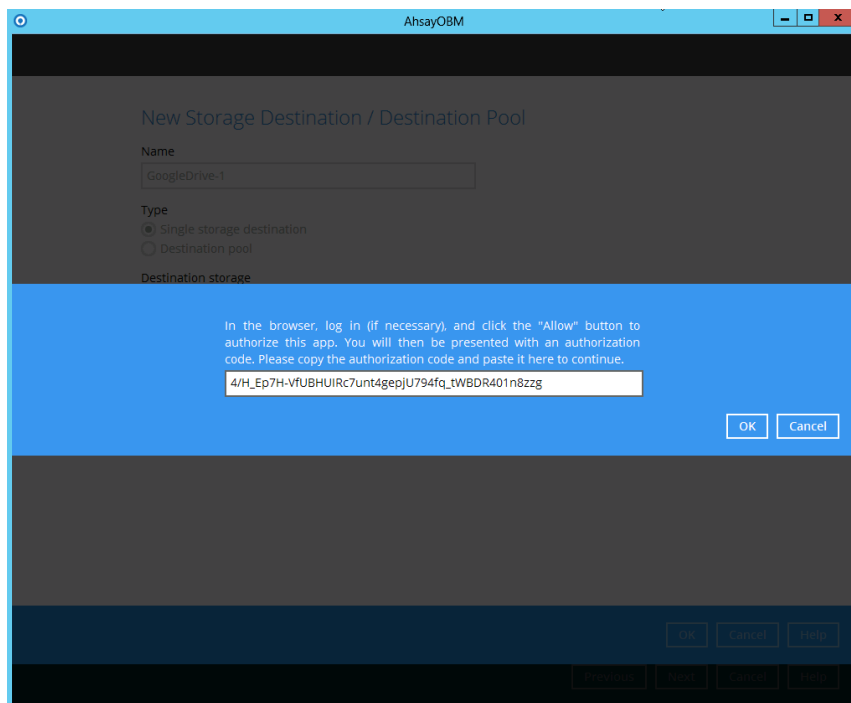 AhsayOBM
New Storage Destination / Destination Pool
Name
GoogleDrive-1
Type
Single storage destination
Destination pool
Destination storage
In the browser, log in (if necessary), and click the "Allow" button to
authorize this app. You will then be presented with an authorization
code. Please copy the authorization code and paste it here to continue.
4/H_Ep7H-VfUBHUIRc7unt4gepjU794fq_tWBDR401n8zzg
OK Cancel
OK Cancel Help
Previous Next Cancel Help